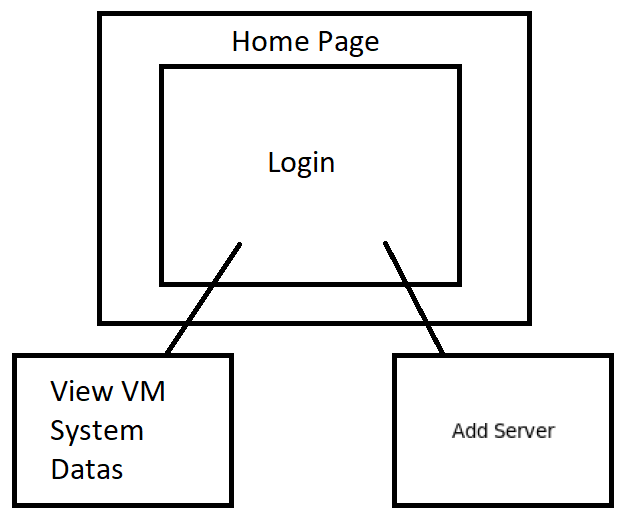 Home Page
Login
View VM
System
Datas
Add Server